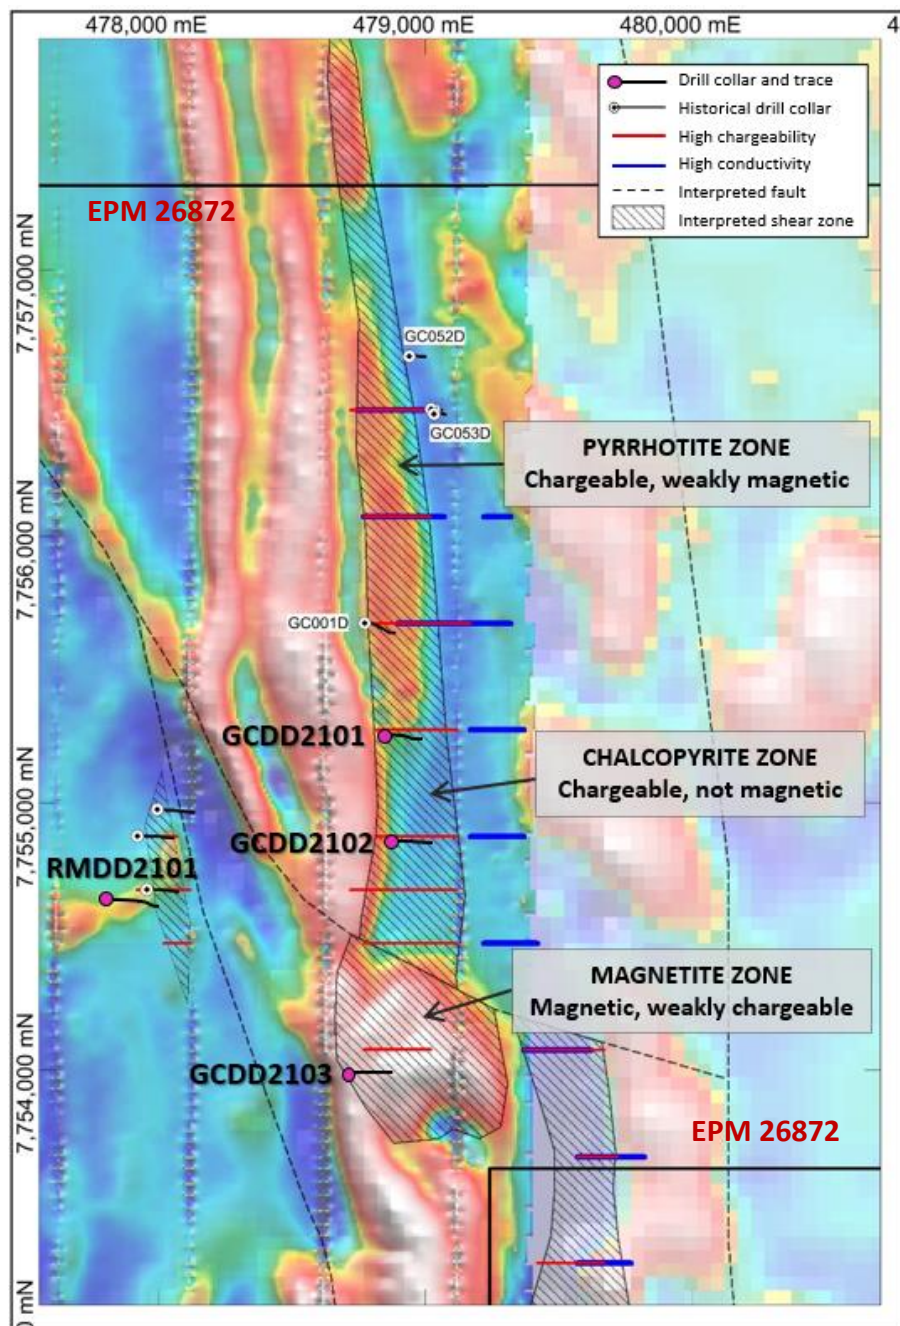 478,000 mE
479,000 mE
480,000 mE
4
Drill collar and trace
Historical drill collar
High chargeability
High conductivity
Interpreted fault
Interpreted shear zone
EPM 26872
7,757,000 mN
GC052D
GC053D
PYRRHOTITE ZONE
Chargeable, weakly magnetic
7,756,000 mN
GC001D
GCDD2101
CHALCOPYRITE ZONE
Chargeable, not magnetic
7,755,000 mN
GCDD2102
RMDD2101
MAGNETITE ZONE
Magnetic, weakly chargeable
GCDD2103
7,754,000 mN
EPM 26872
0 mN